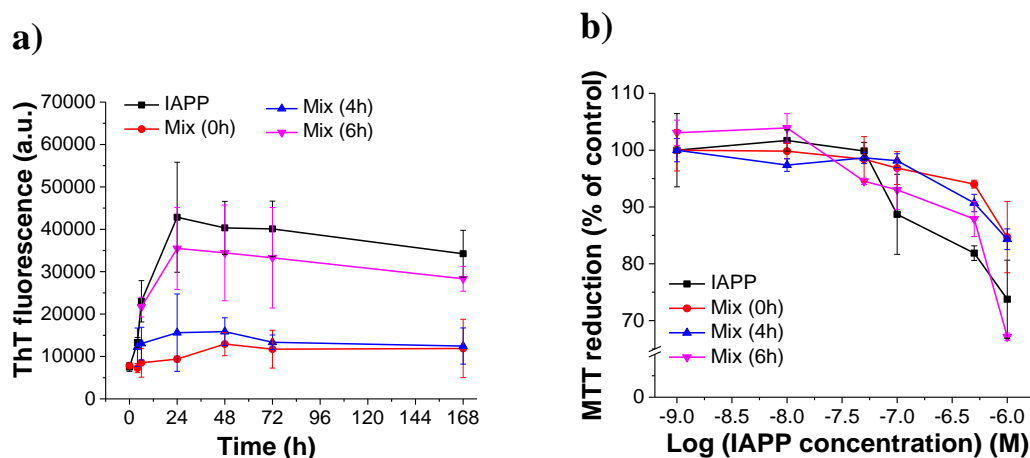 a)
ThT fluorescence (a.u.)
70000
60000
50000
40000
30000
20000
10000
0
IAPP
Mix (0h)
Mix (4h)
Mix (6h)
0 24 48 72 96 120 144 168
Time (h)
b)
MTT reduction (% of control)
110
100
90
80
70
0
IAPP
Mix (0h)
Mix (4h)
Mix (6h)
-9.0 -8.5 -8.0 -7.5 -7.0 -6.5 -6.0
Log (IAPP concentration) (M)